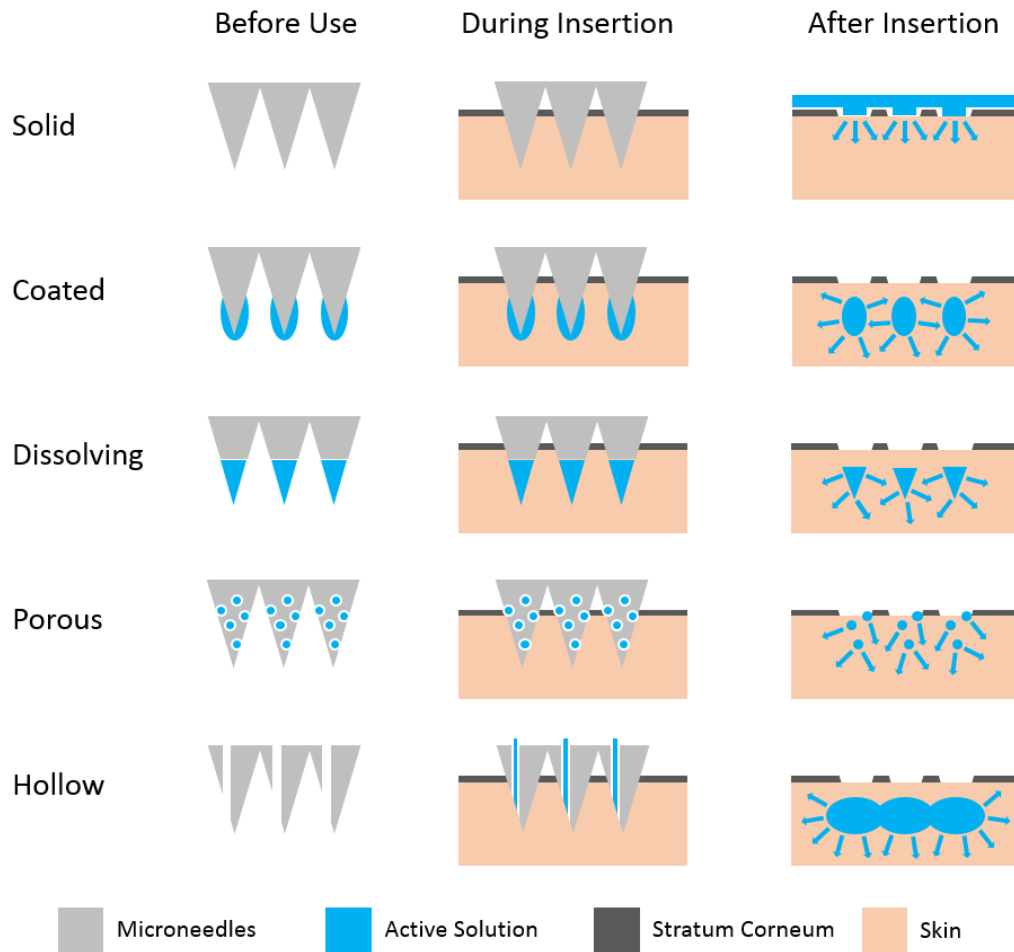 Before Use
During Insertion
After Insertion
Solid
Coated
Dissolving
Porous
Hollow
Microneedles
Active Solution
Stratum Corneum
Skin